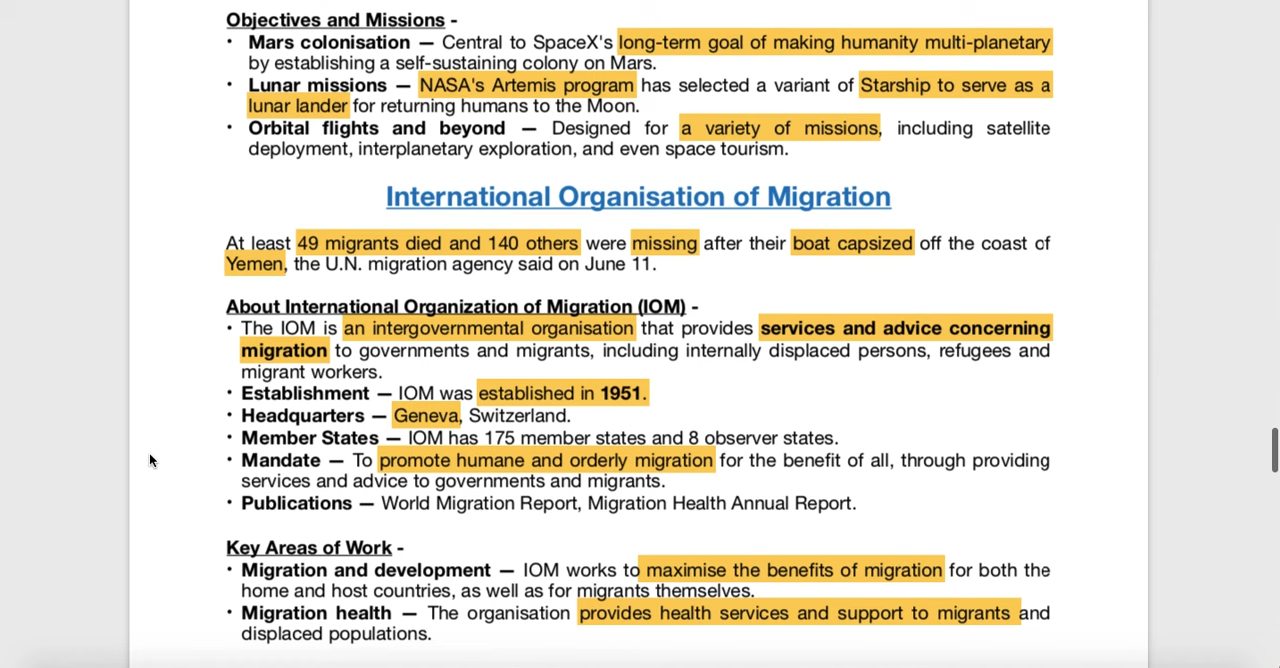 Objectives and Missions -
• Mars colonisation — Central to SpaceX's long-term goal of making humanity multi-planetary
by establishing a self-sustaining colony on Mars.
• Lunar missions — NASA's Artemis program has selected a variant of Starship to serve as a
lunar lander for returning humans to the Moon.
• Orbital flights and beyond — Designed for a variety of missions, including satellite
deployment, interplanetary exploration, and even space tourism.
International Organisation of Migration
At least 49 migrants died and 140 others were missing after their boat capsized off the coast of
Yemen, the U.N. migration agency said on June 11.
About International Organization of Migration (IOM) -
• The IOM is an intergovernmental organisation that provides services and advice concerning
migration to governments and migrants, including internally displaced persons, refugees and
migrant workers.
• Establishment — IOM was established in 1951.
• Headquarters — Geneva, Switzerland.
• Member States — IOM has 175 member states and 8 observer states.
• Mandate — To promote humane and orderly migration for the benefit of all, through providing
services and advice to governments and migrants.
• Publications — World Migration Report, Migration Health Annual Report.
Key Areas of Work -
• Migration and development — IOM works to maximise the benefits of migration for both the
home and host countries, as well as for migrants themselves.
• Migration health — The organisation provides health services and support to migrants and
displaced populations.